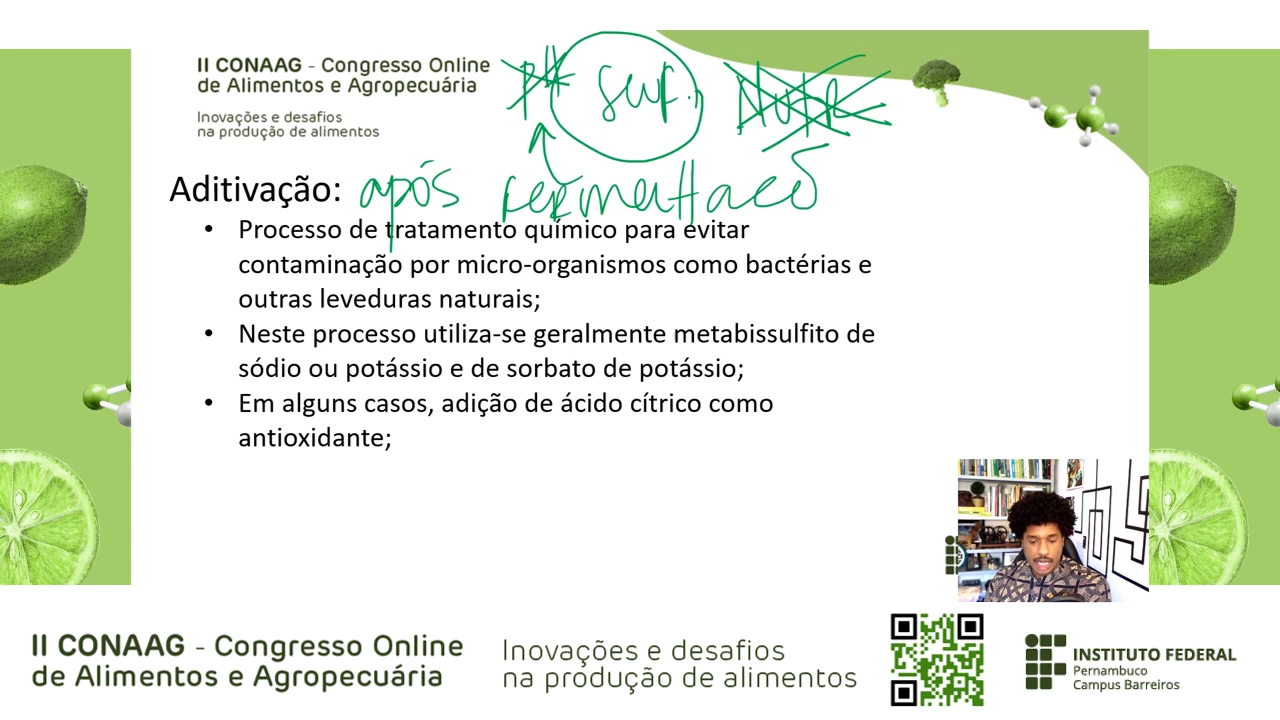 II CONAAG - Congresso Online
de Alimentos e Agropecuária
Inovações e desafios
na produção de alimentos
PH
Aditivação: após
Processo de tratamento químico para evitar
contaminação por micro-organismos como bactérias e
outras leveduras naturais;
Neste processo utiliza-se geralmente metabissulfito de
sódio ou potássio e de sorbato de potássio;
Em alguns casos, adição de ácido cítrico como
antioxidante;
II CONAAG - Congresso Online
de Alimentos e Agropecuária
Inovações e desafios
na produção de alimentos
INSTITUTO FEDERAL
Pernambuco
Campus Barreiros